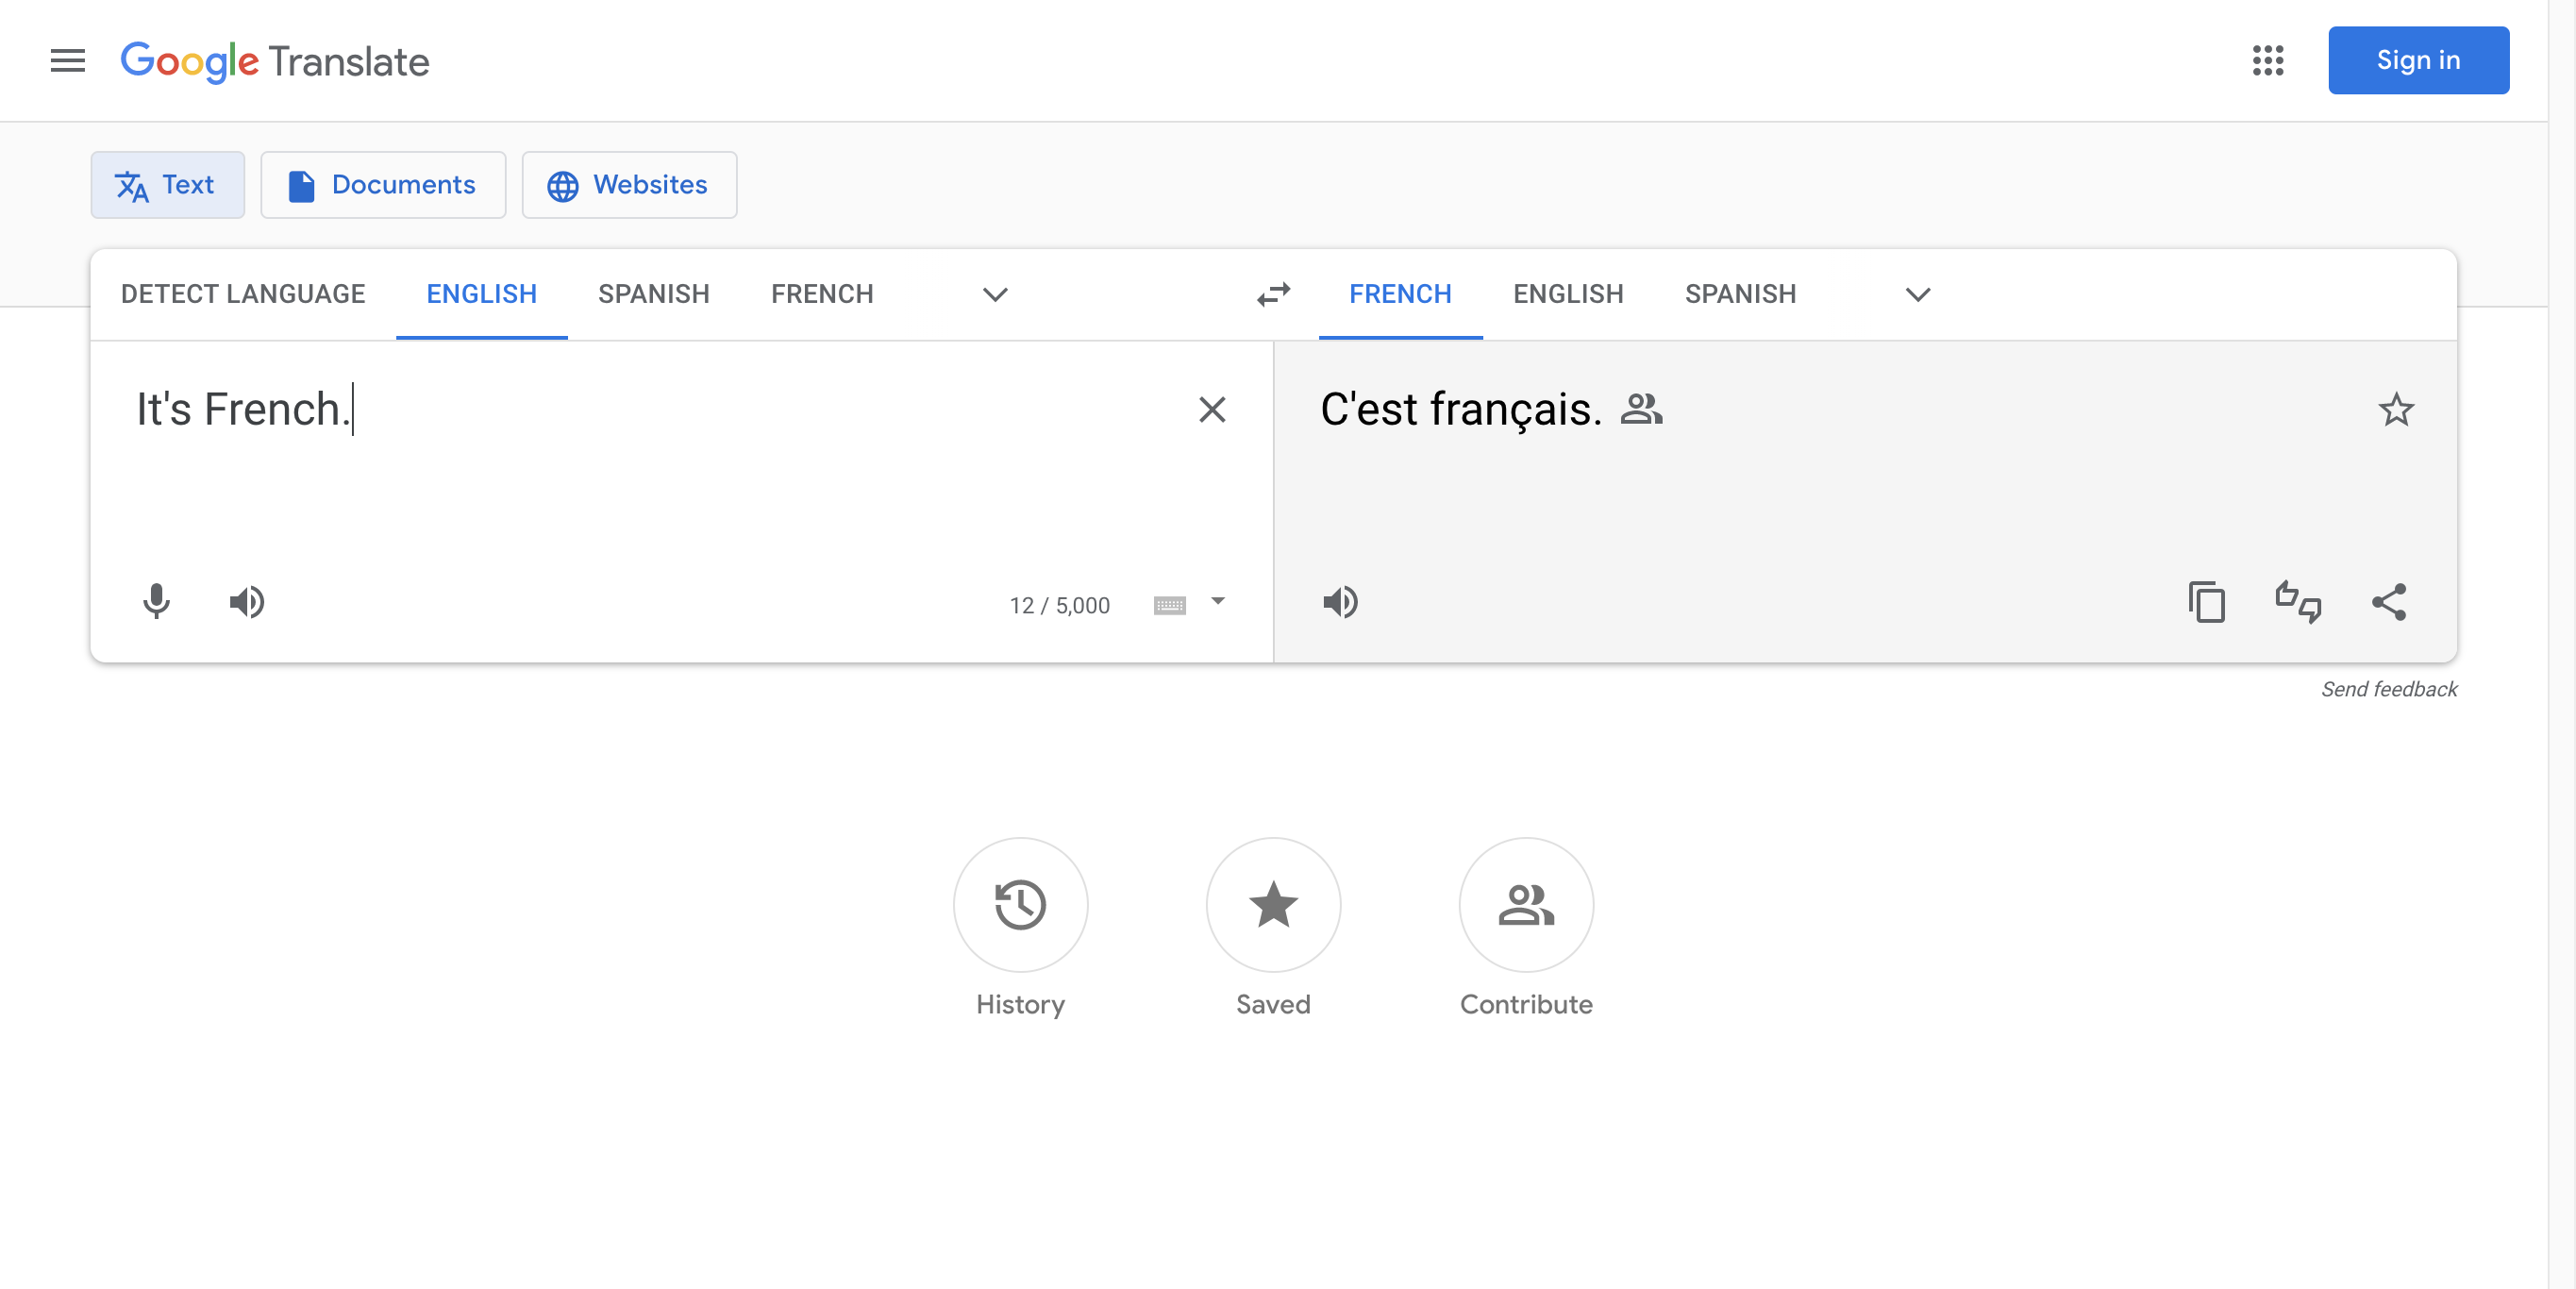 Google Translate
Sign in
Text
Documents
Websites
DETECT LANGUAGE
ENGLISH
SPANISH
FRENCH
FRENCH
ENGLISH
SPANISH
It's French.
C'est français.
12 / 5,000
Send feedback
History
Saved
Contribute